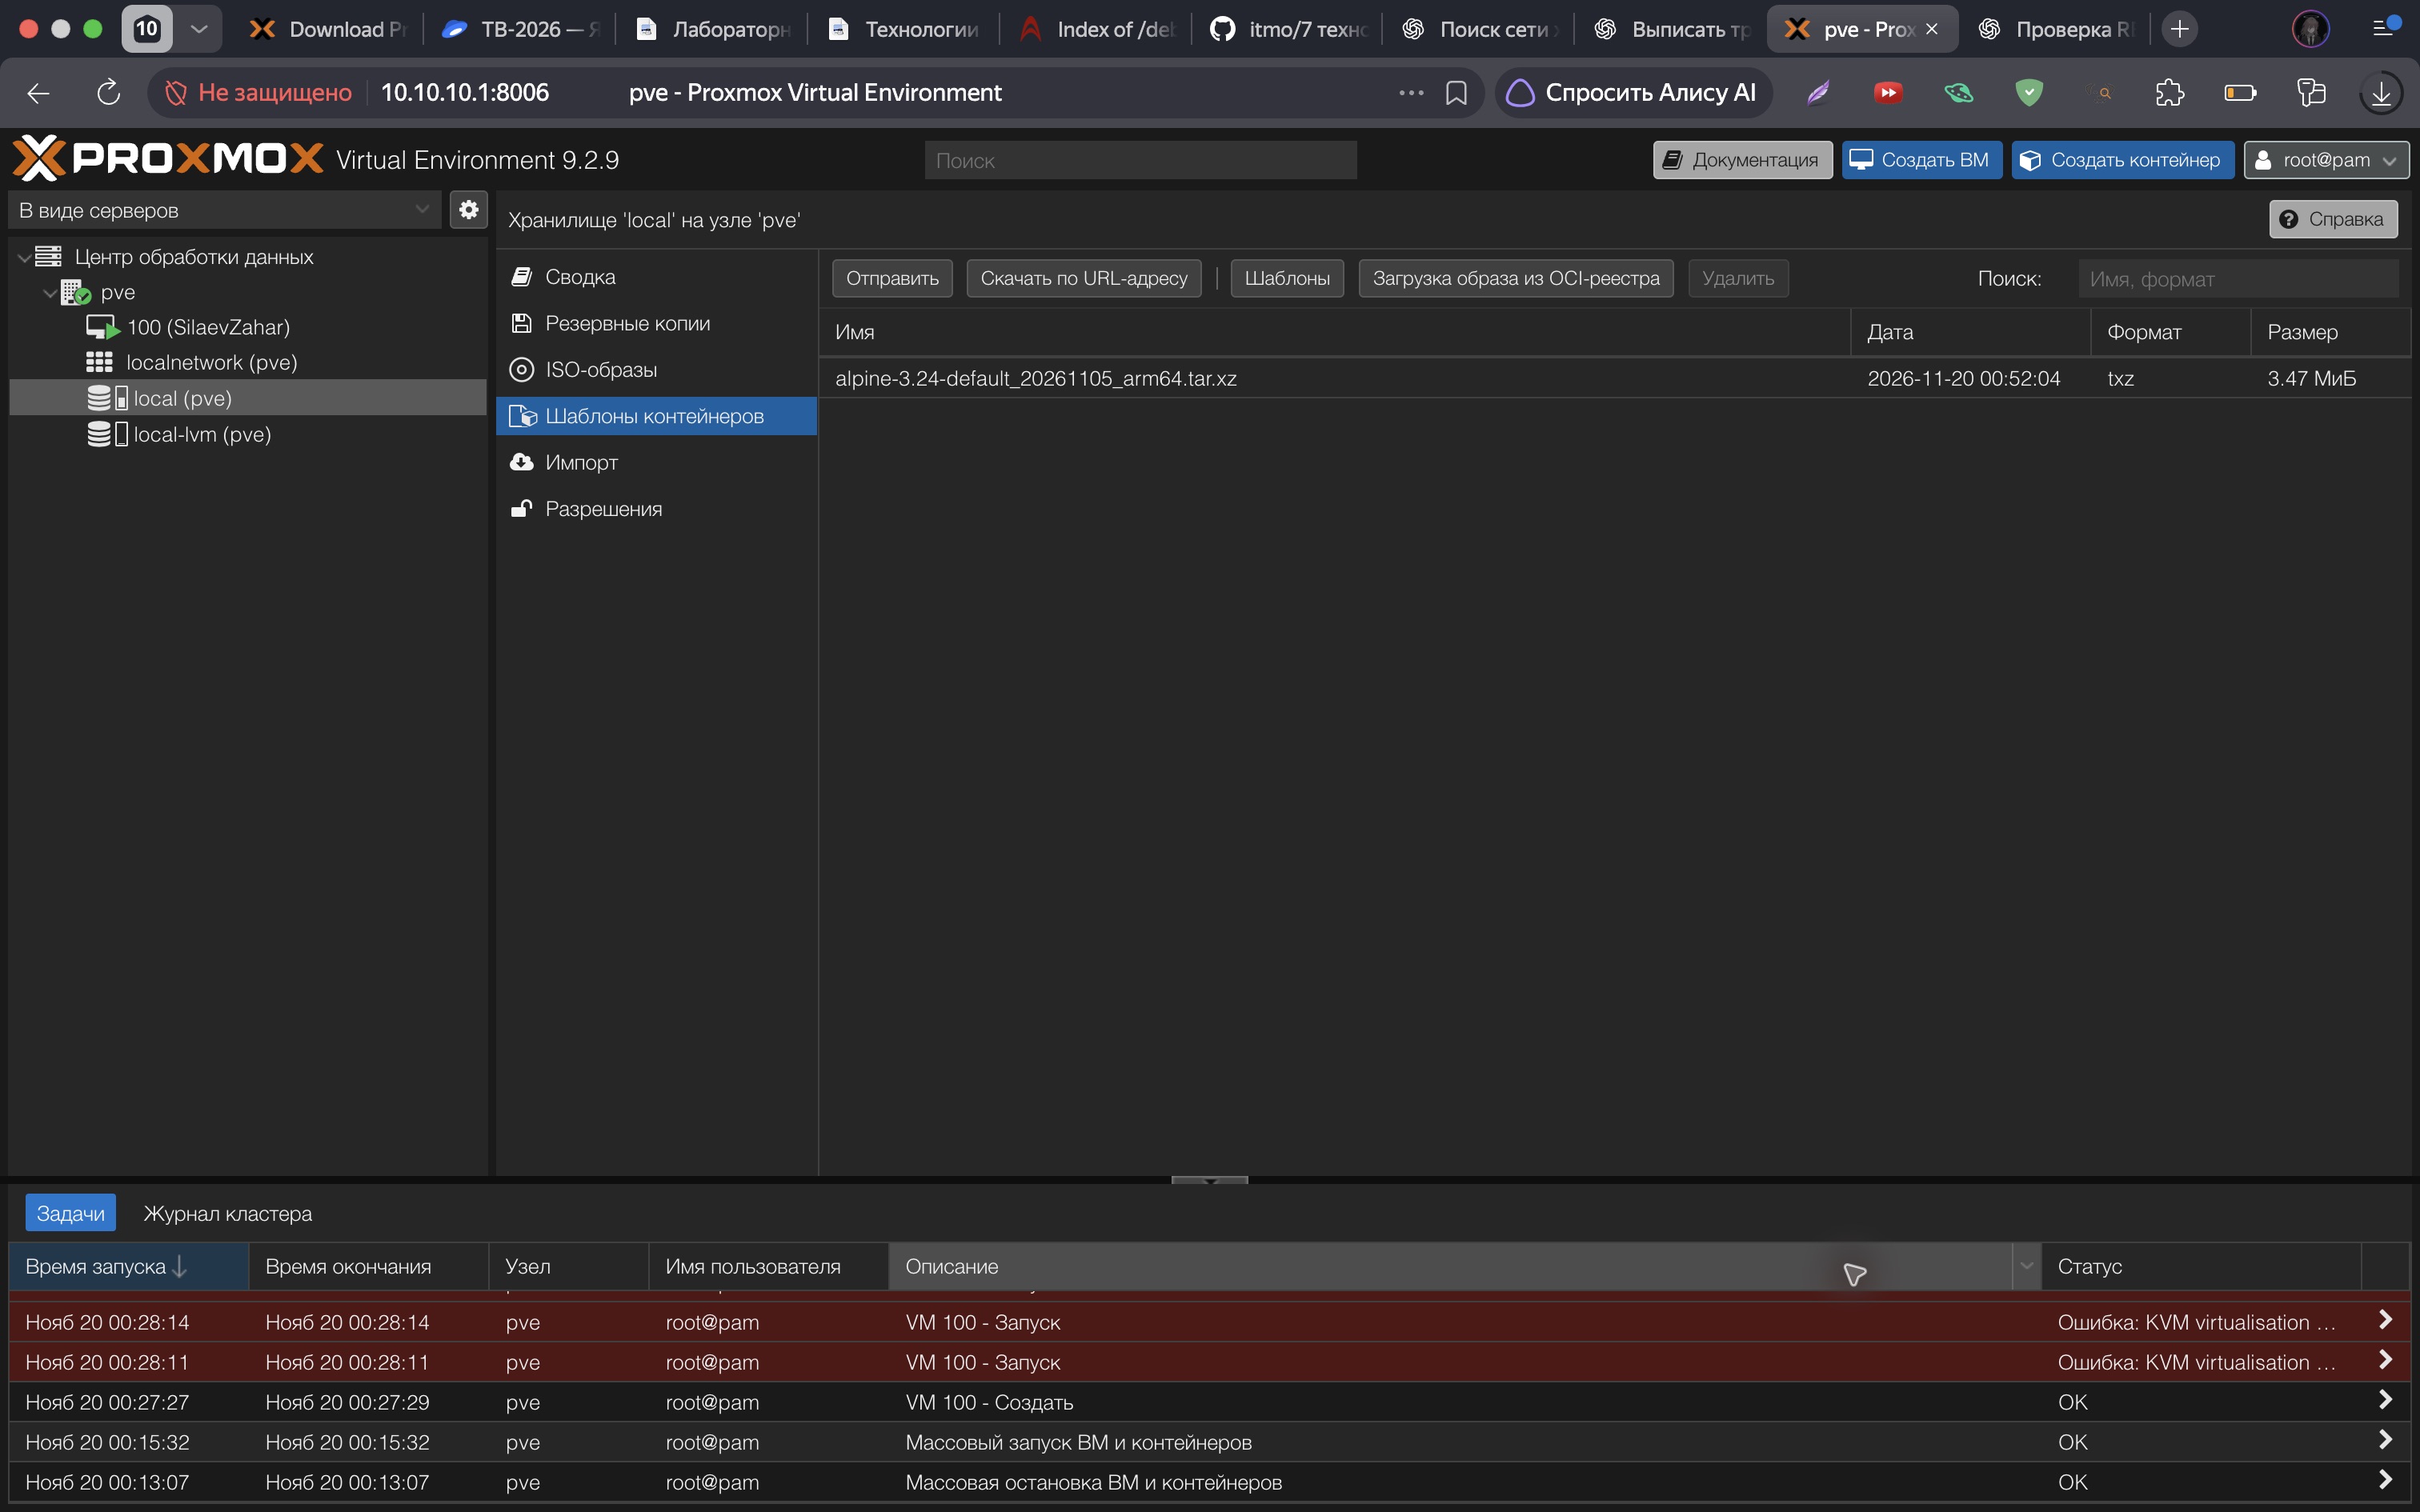 10 Download Pr ТВ-2026 — Я Лабораторн Технологии Index of /deb itmo/7 техно Поиск сети Выписать тр pve - Prox Проверка RI
Не защищено 10.10.10.1:8006 pve - Proxmox Virtual Environment Спросить Алису AI
PROXMOX Virtual Environment 9.2.9 Поиск Документация Создать ВМ Создать контейнер root@pam
В виде серверов
Хранилище 'local' на узле 'pve' Справка
Центр обработки данных
pve
100 (SilaevZahar)
localnetwork (pve)
local (pve)
local-lvm (pve)
Сводка
Резервные копии
ISO-образы
Шаблоны контейнеров
Импорт
Разрешения
Отправить Скачать по URL-адресу Шаблоны Загрузка образа из OCI-реестра Удалить Поиск: Имя, формат
Имя Дата Формат Размер
alpine-3.24-default_20261105_arm64.tar.xz 2026-11-20 00:52:04 txz 3.47 МиБ
Задачи Журнал кластера
Время запуска Время окончания Узел Имя пользователя Описание Статус
Нояб 20 00:28:14 Нояб 20 00:28:14 pve root@pam VM 100 - Запуск Ошибка: KVM virtualisation ...
Нояб 20 00:28:11 Нояб 20 00:28:11 pve root@pam VM 100 - Запуск Ошибка: KVM virtualisation ...
Нояб 20 00:27:27 Нояб 20 00:27:29 pve root@pam VM 100 - Создать OK
Нояб 20 00:15:32 Нояб 20 00:15:32 pve root@pam Массовый запуск ВМ и контейнеров OK
Нояб 20 00:13:07 Нояб 20 00:13:07 pve root@pam Массовая остановка ВМ и контейнеров OK